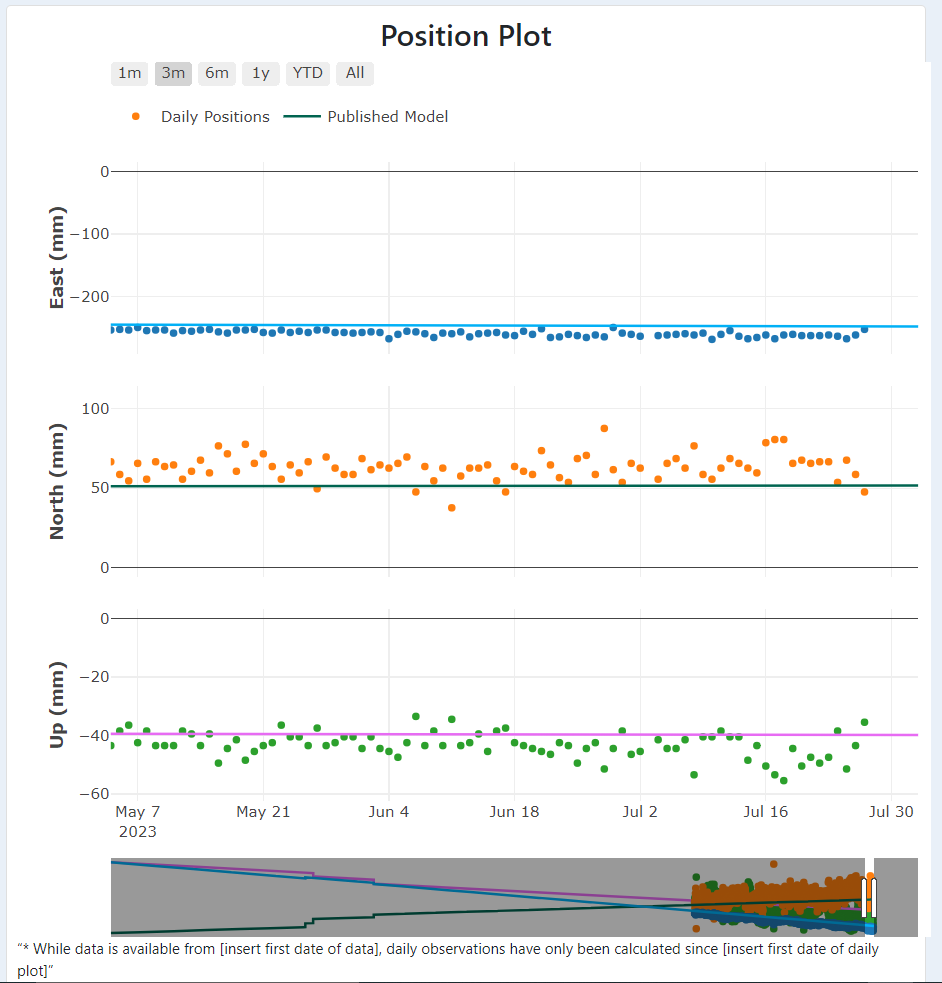 Position Plot
1m 3m 6m 1y YTD All
Daily Positions Published Model
0
−100
−200
East (mm)
100
50
0
North (mm)
0
−20
−40
−60
Up (mm)
May 7 May 21 Jun 4 Jun 18 Jul 2 Jul 16 Jul 30
2023
“* While data is available from [insert first date of data], daily observations have only been calculated since [insert first date of daily
plot]”